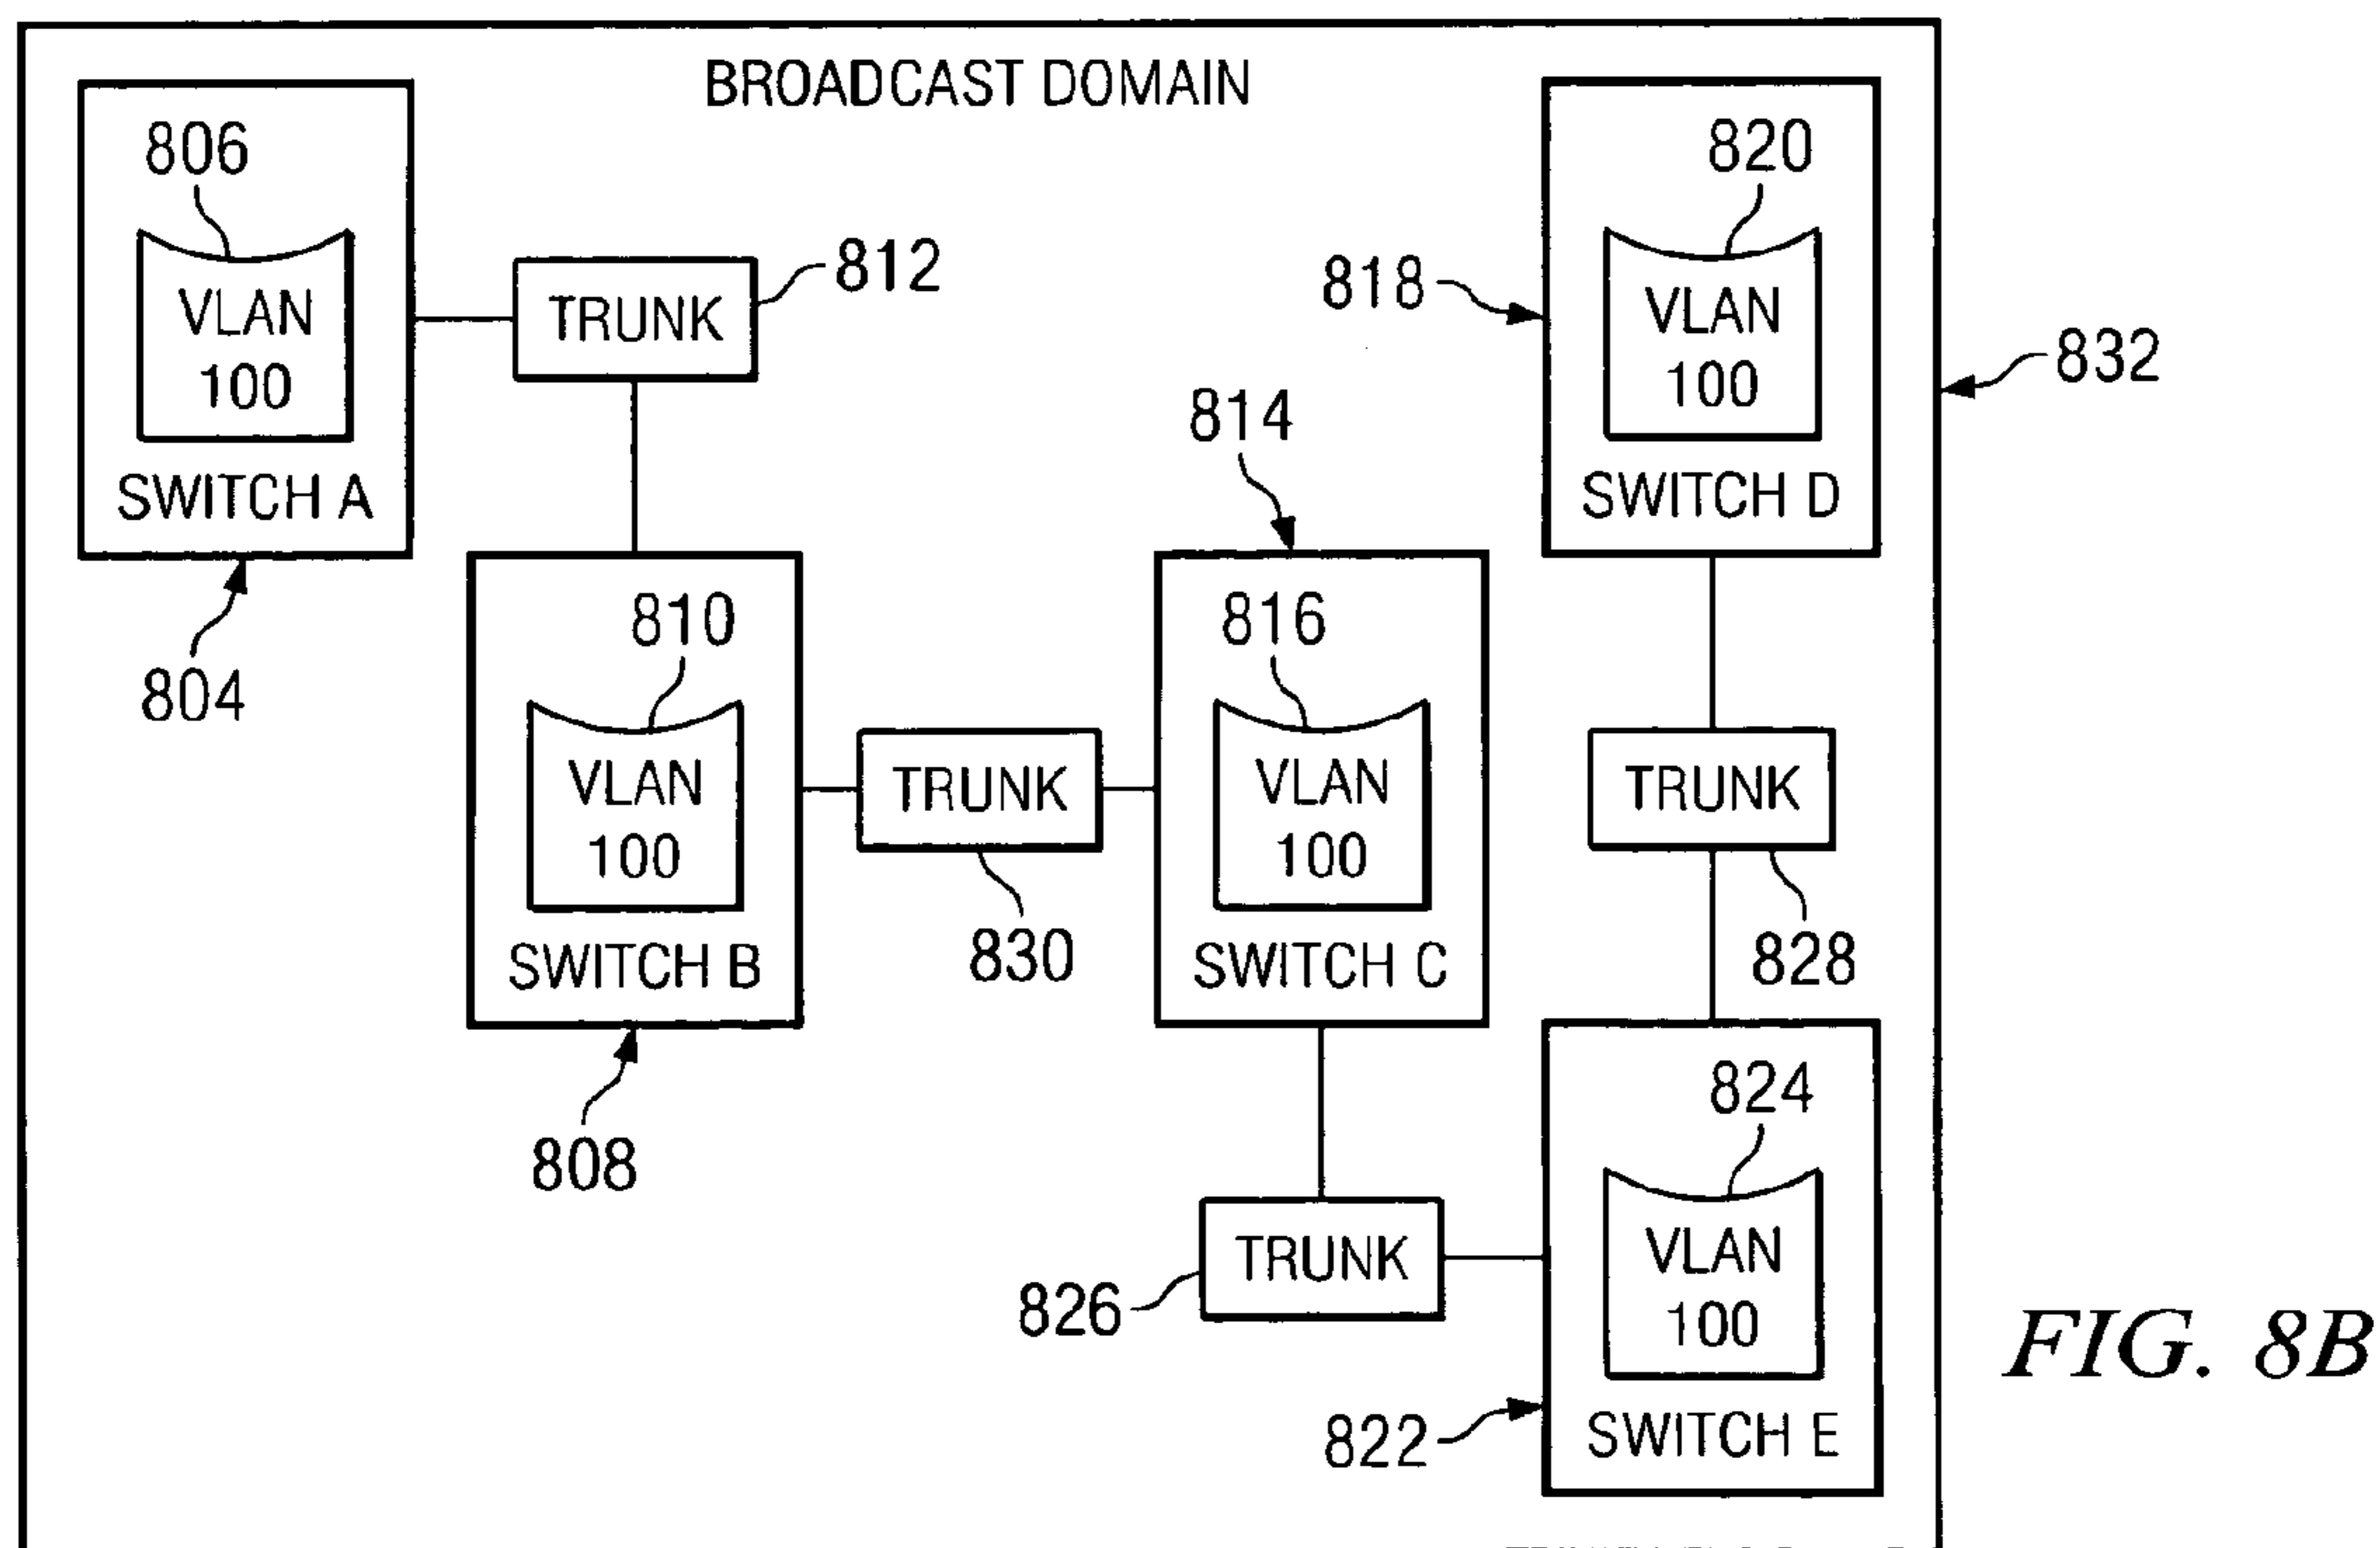 BROADCAST DOMAIN
806
VLAN
100
SWITCH A
804
TRUNK
812
810
VLAN
100
SWITCH B
808
TRUNK
830
814
816
VLAN
100
SWITCH C
TRUNK
826
818
820
VLAN
100
SWITCH D
TRUNK
828
824
VLAN
100
SWITCH E
822
832
FIG. 8B